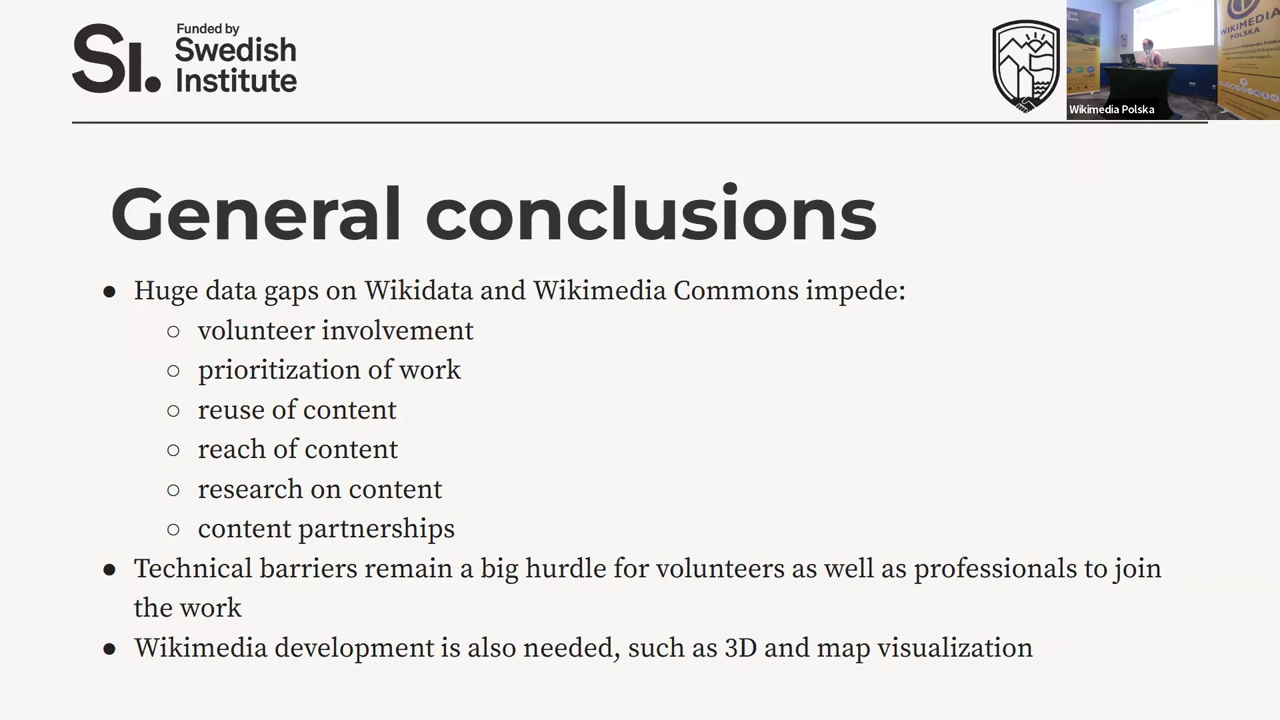 SI.
Funded by
Swedish
Institute
WIKIMEDIA
POLSKA
Wikimedia Polska
General conclusions
● Huge data gaps on Wikidata and Wikimedia Commons impede:
○ volunteer involvement
○ prioritization of work
○ reuse of content
○ reach of content
○ research on content
○ content partnerships
● Technical barriers remain a big hurdle for volunteers as well as professionals to join
the work
● Wikimedia development is also needed, such as 3D and map visualization